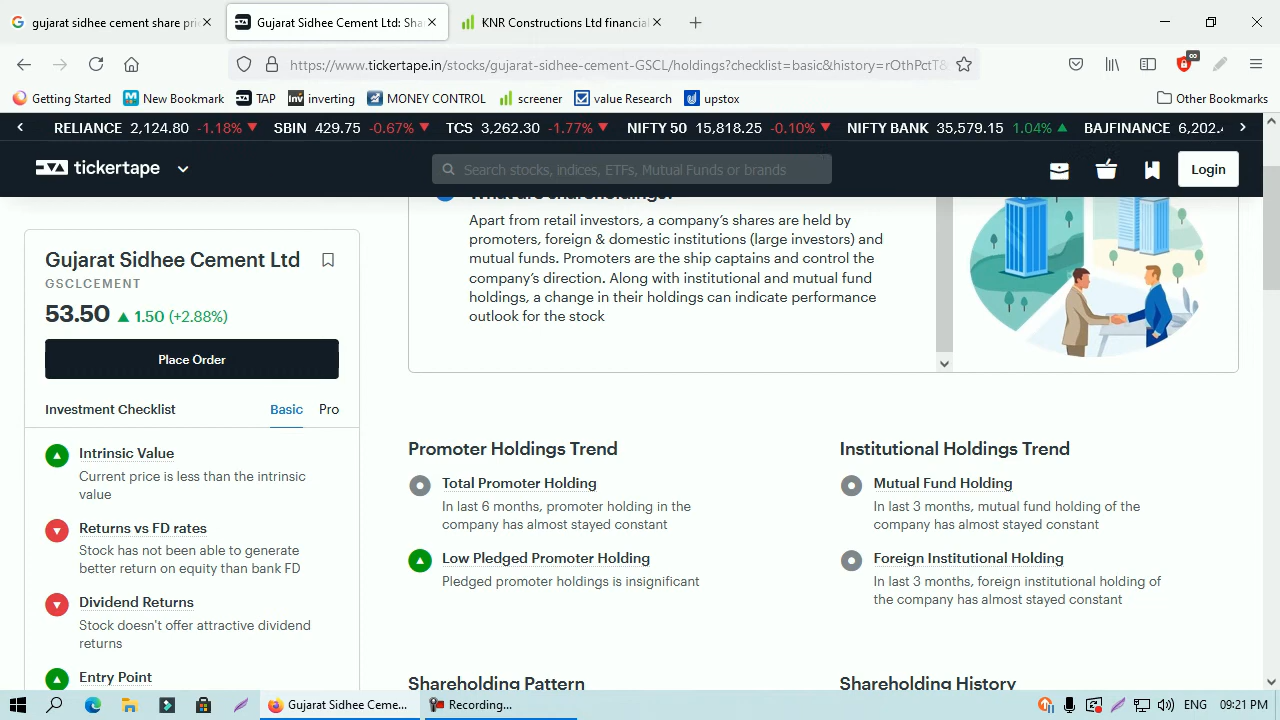 gujarat sidhee cement share pri
Gujarat Sidhee Cement Ltd: Sha
KNR Constructions Ltd financial
https://www.tickertape.in/stocks/gujarat-sidhee-cement-GSCL/holdings?checklist=basic&history=rOthPctT&
Getting Started
New Bookmark
TAP
inverting
MONEY CONTROL
screener
value Research
upstox
Other Bookmarks
RELIANCE 2,124.80 -1.18% SBIN 429.75 -0.67% TCS 3,262.30 -1.77% NIFTY 50 15,818.25 -0.10% NIFTY BANK 35,579.15 1.04% BAJFINANCE 6,202.
tickertape
Search stocks, indices, ETFs, Mutual Funds or brands
Login
What are shareholdings?
Apart from retail investors, a company's shares are held by
promoters, foreign & domestic institutions (large investors) and
mutual funds. Promoters are the ship captains and control the
company's direction. Along with institutional and mutual fund
holdings, a change in their holdings can indicate performance
outlook for the stock
Gujarat Sidhee Cement Ltd
GSCLCEMENT
53.50 1.50 (+2.88%)
Place Order
Investment Checklist
Basic
Pro
Intrinsic Value
Current price is less than the intrinsic
value
Returns vs FD rates
Stock has not been able to generate
better return on equity than bank FD
Dividend Returns
Stock doesn't offer attractive dividend
returns
Entry Point
Promoter Holdings Trend
Total Promoter Holding
In last 6 months, promoter holding in the
company has almost stayed constant
Low Pledged Promoter Holding
Pledged promoter holdings is insignificant
Institutional Holdings Trend
Mutual Fund Holding
In last 3 months, mutual fund holding of the
company has almost stayed constant
Foreign Institutional Holding
In last 3 months, foreign institutional holding of
the company has almost stayed constant
Shareholding Pattern
Shareholding History
Gujarat Sidhee Ceme...
Recording...
ENG
09:21 PM